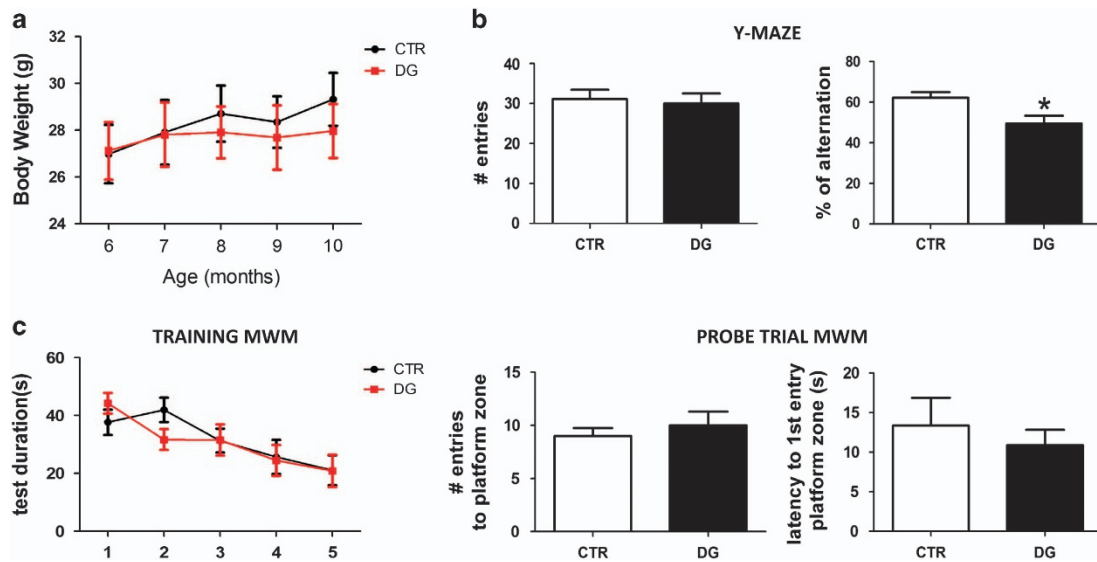 a
Body Weight (g)
32
30
28
26
24
6 7 8 9 10
Age (months)
CTR
DG
b
Y-MAZE
# entries
40
30
20
10
0
CTR DG
% of alternation
80
60
40
20
0
*
CTR DG
c
TRAINING MWM
test duration(s)
60
40
20
0
1 2 3 4 5
CTR
DG
PROBE TRIAL MWM
# entries
to platform zone
15
10
5
0
CTR DG
latency to 1st entry
platform zone (s)
20
15
10
5
0
CTR DG